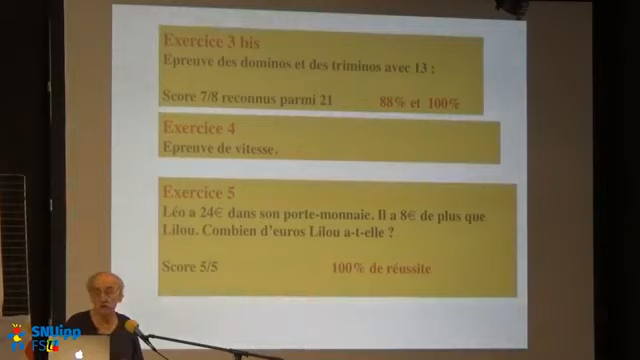 Exercice 3 bis
Epreuve des dominos et des triminos avec 13 :
Score 7/8 reconnus parmi 21 88% et 100%
Exercice 4
Epreuve de vitesse.
Exercice 5
Léo a 24€ dans son porte-monnaie. Il a 8€ de plus que
Lilou. Combien d'euros Lilou a-t-elle ?
Score 5/5 100% de réussite
SNUipp
FSU